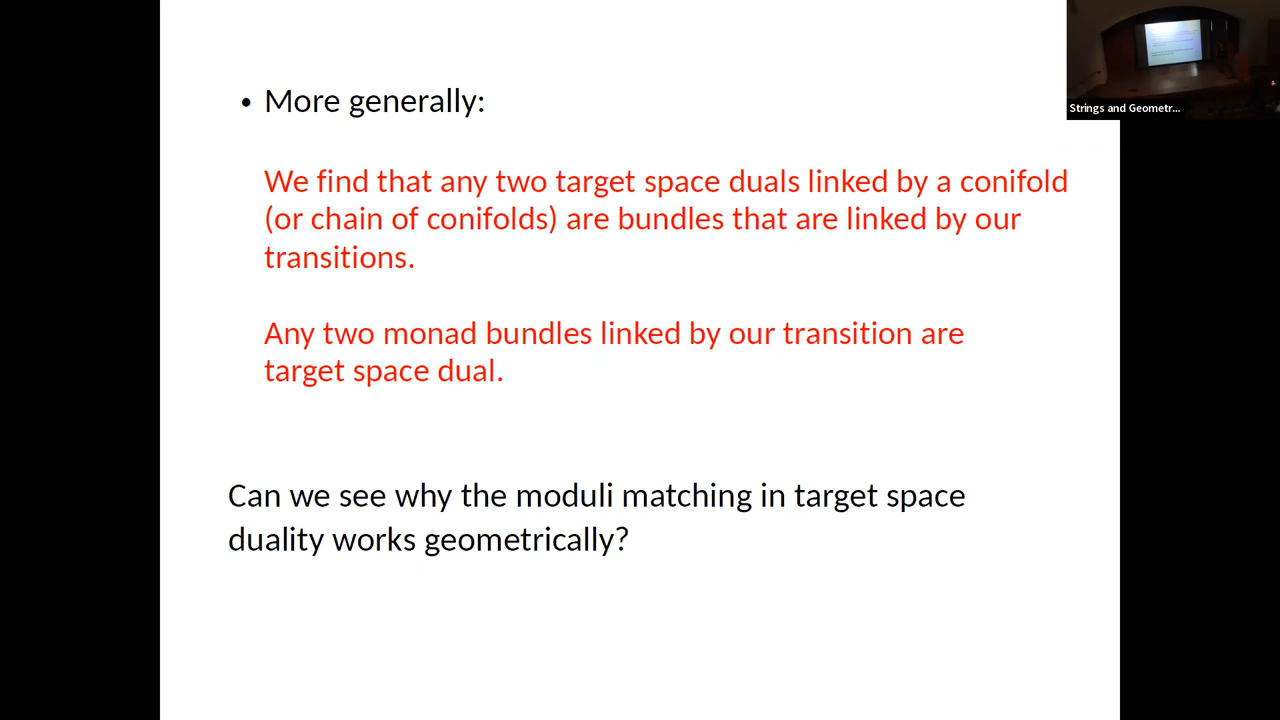 • More generally:
We find that any two target space duals linked by a conifold
(or chain of conifolds) are bundles that are linked by our
transitions.
Any two monad bundles linked by our transition are
target space dual.
Can we see why the moduli matching in target space
duality works geometrically?
Strings and Geometr...